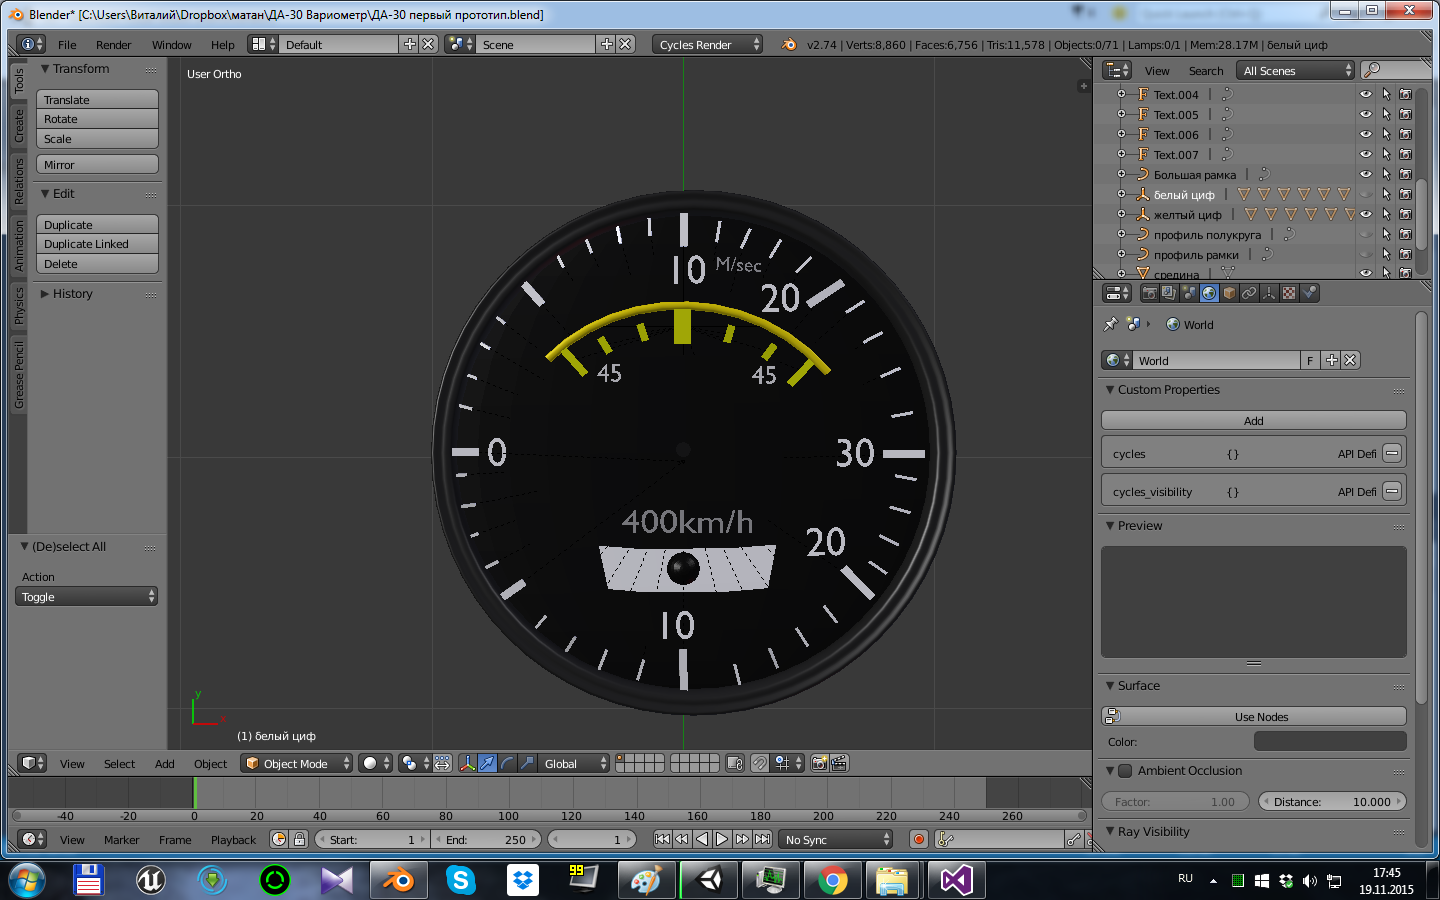 Blender* [C:\Users\Виталий\Dropbox\матан\ДА-30 Вариометр\ДА-30 первый прототип.blend]
File Render Window Help Default Scene Cycles Render v2.74 | Verts:8,860 | Faces:6,756 | Tris:11,578 | Objects:0/71 | Lamps:0/1 | Mem:28.17M | белый циф
Tools
Create
Relations
Animation
Physics
Grease Pencil
Transform
Translate
Rotate
Scale
Mirror
Edit
Duplicate
Duplicate Linked
Delete
History
(De)select All
Action
Toggle
User Ortho
10 M/sec
20
45 45
0 30
400km/h
20
10
y
x
(1) белый циф
View Select Add Object Object Mode Global
View Search All Scenes
Text.004
Text.005
Text.006
Text.007
Большая рамка
белый циф
желтый циф
профиль полукруга
профиль рамки
средина
World
World F
Custom Properties
Add
cycles {} API Defi
cycles_visibility {} API Defi
Preview
Surface
Use Nodes
Color:
Ambient Occlusion
Factor: 1.00 Distance: 10.000
Ray Visibility
-40 -20 0 20 40 60 80 100 120 140 160 180 200 220 240 260
View Marker Frame Playback Start: 1 End: 250 1 No Sync
99
RU 17:45
19.11.2015